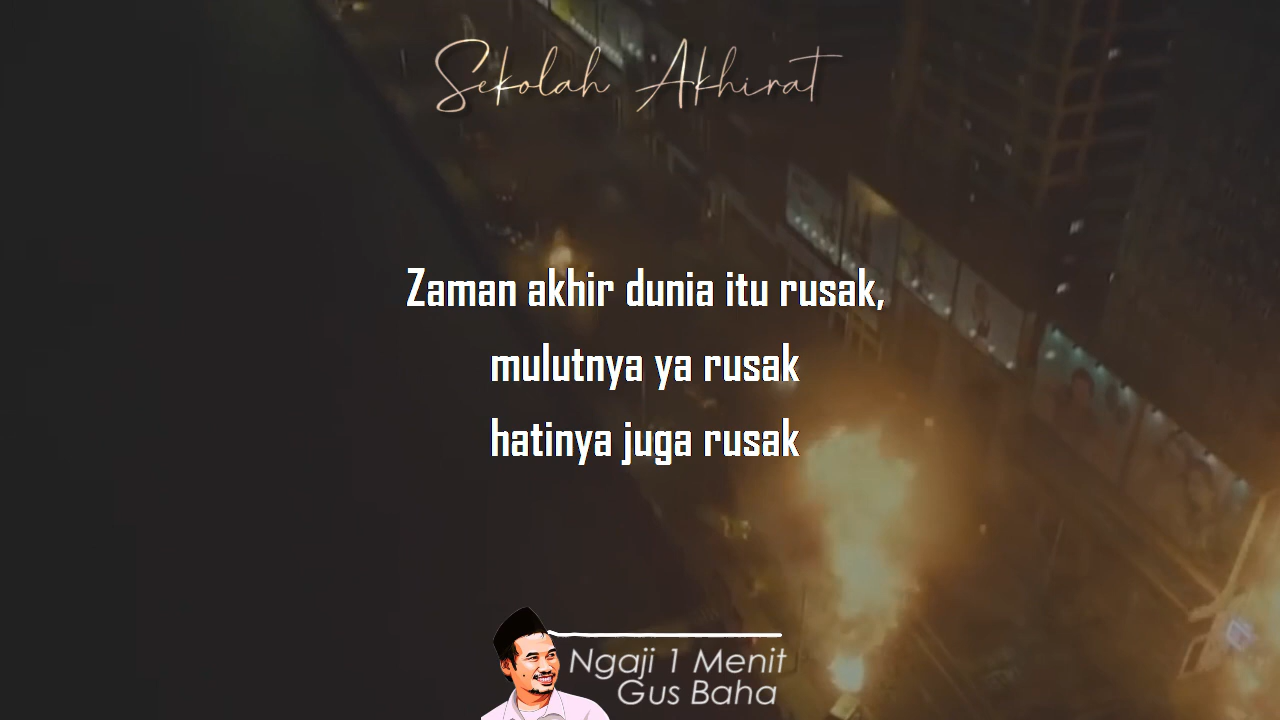 Sekolah Akhirat
Zaman akhir dunia itu rusak,
mulutnya ya rusak
hatinya juga rusak
Ngaji 1 Menit
Gus Baha